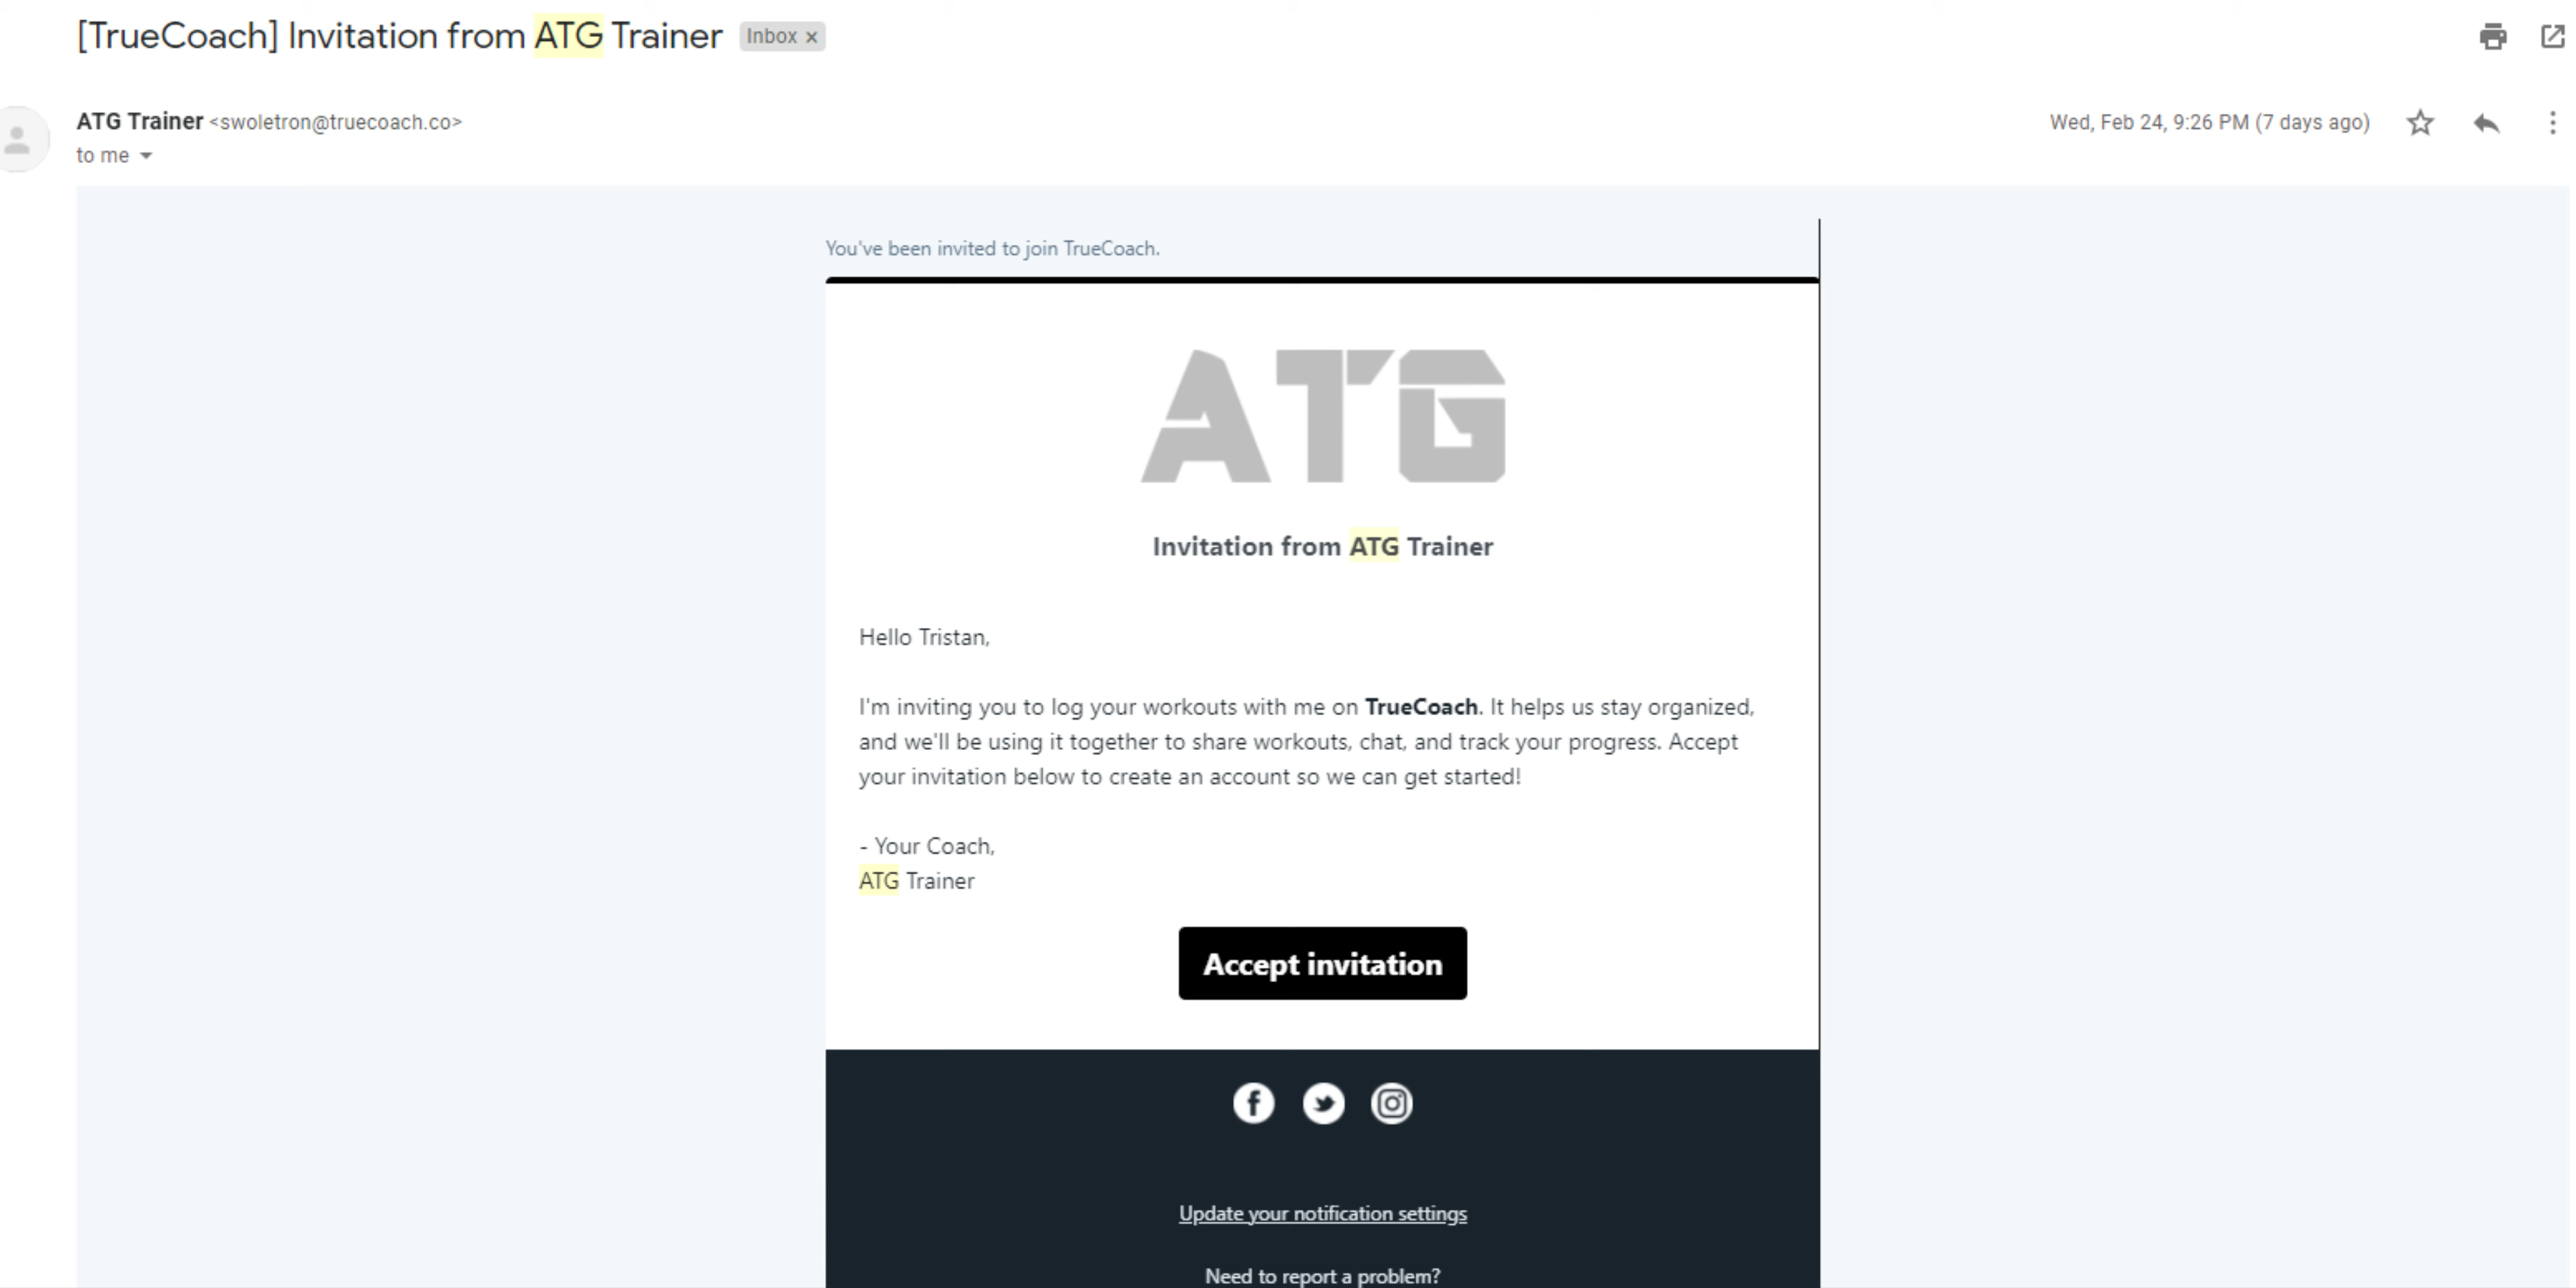 [TrueCoach] Invitation from ATG Trainer Inbox x
ATG Trainer <swoletron@truecoach.co> Wed, Feb 24, 9:26 PM (7 days ago)
to me
You've been invited to join TrueCoach.
ATG
Invitation from ATG Trainer
Hello Tristan,
I'm inviting you to log your workouts with me on TrueCoach. It helps us stay organized,
and we'll be using it together to share workouts, chat, and track your progress. Accept
your invitation below to create an account so we can get started!
- Your Coach,
ATG Trainer
Accept invitation
Update your notification settings
Need to report a problem?